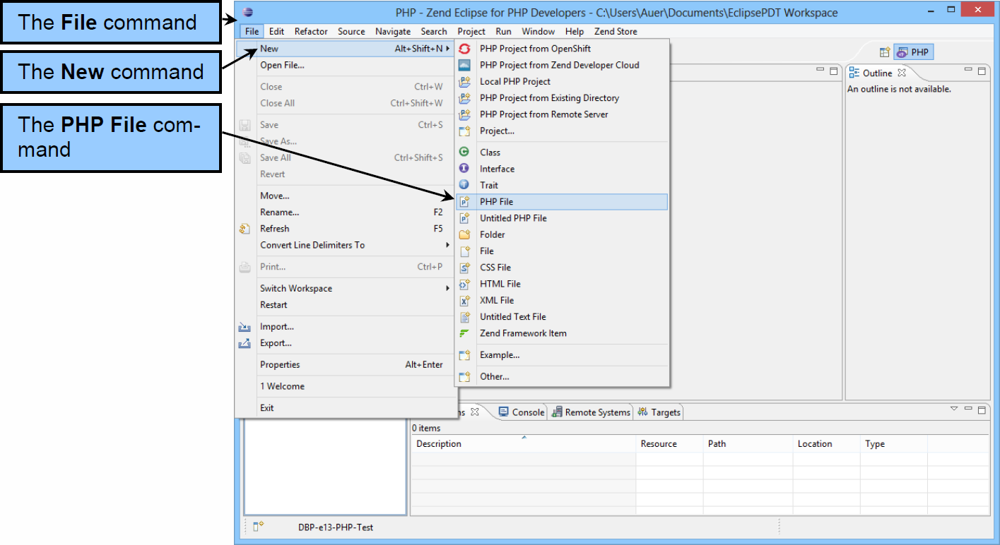 The File command
The New command
The PHP File com-
mand
PHP - Zend Eclipse for PHP Developers - C:\Users\Auer\Documents\EclipsePDT Workspace
File Edit Refactor Source Navigate Search Project Run Window Help Zend Store
New Alt+Shift+N
Open File...
Close Ctrl+W
Close All Ctrl+Shift+W
Save Ctrl+S
Save As...
Save All Ctrl+Shift+S
Revert
Move...
Rename... F2
Refresh F5
Convert Line Delimiters To
Print... Ctrl+P
Switch Workspace
Restart
Import...
Export...
Properties Alt+Enter
1 Welcome
Exit
PHP Project from OpenShift
PHP Project from Zend Developer Cloud
Local PHP Project
PHP Project from Existing Directory
PHP Project from Remote Server
Project...
Class
Interface
Trait
PHP File
Untitled PHP File
Folder
File
CSS File
HTML File
XML File
Untitled Text File
Zend Framework Item
Example...
Other...
PHP
Outline
An outline is not available.
ns Console Remote Systems Targets
0 items
Description Resource Path Location Type
DBP-e13-PHP-Test